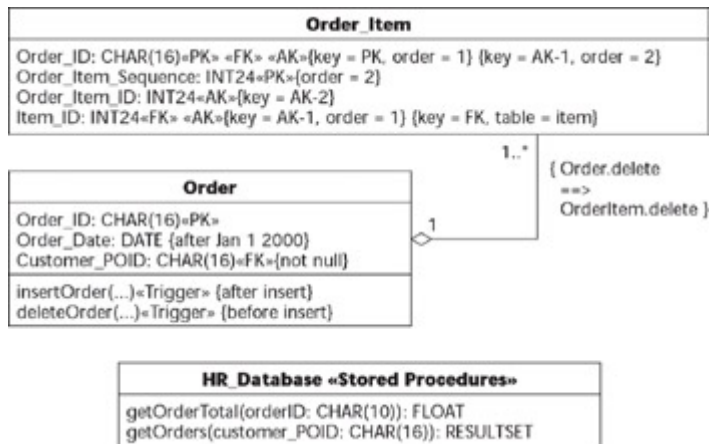 Order_Item
Order_ID: CHAR(16)«PK» «FK» «AK»{key = PK, order = 1} {key = AK-1, order = 2}
Order_Item_Sequence: INT24«PK»{order = 2}
Order_Item_ID: INT24«AK»{key = AK-2}
Item_ID: INT24«FK» «AK»{key = AK-1, order = 1} {key = FK, table = item}
1..*
{ Order.delete
==>
OrderItem.delete }
Order
1
Order_ID: CHAR(16)«PK»
Order_Date: DATE {after Jan 1 2000}
Customer_POID: CHAR(16)«FK»{not null}
insertOrder(...)«Trigger» {after insert}
deleteOrder(...)«Trigger» {before insert}
HR_Database «Stored Procedures»
getOrderTotal(orderID: CHAR(10)): FLOAT
getOrders(customer_POID: CHAR(16)): RESULTSET